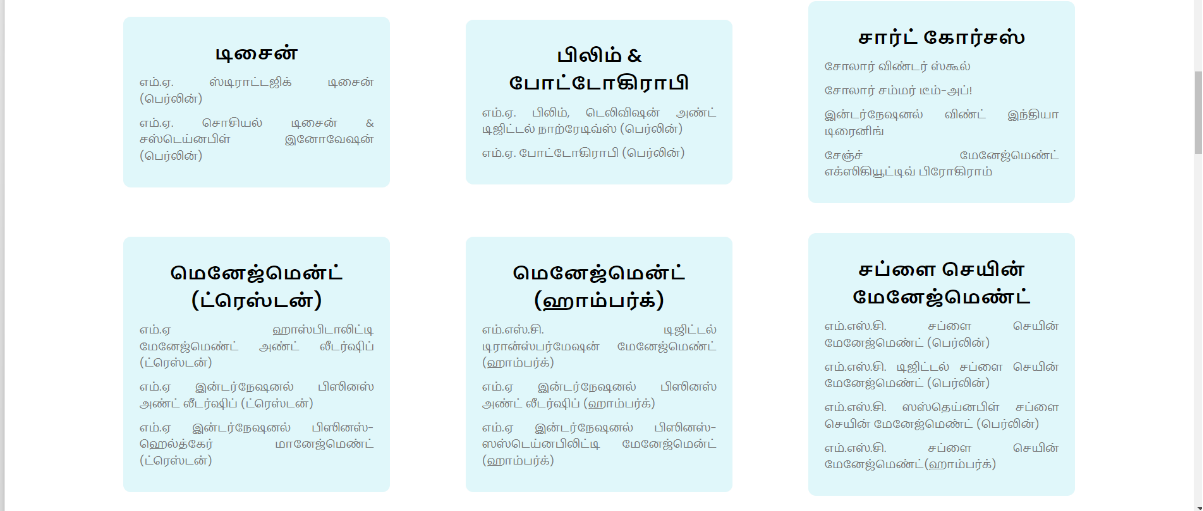 டிசைன்
எம்.ஏ. ஸ்டிராட்டஜிக் டிசைன்
(பெர்லின்)
எம்.ஏ. சொசியல் டிசைன் &
சஸ்டெய்னபிள் இனோவேஷன்
(பெர்லின்)
பிலிம் &
போட்டோகிராபி
எம்.ஏ. பிலிம், டெலிவிஷன் அண்ட்
டிஜிட்டல் நாற்ரேடிவ்ஸ் (பெர்லின்)
எம்.ஏ. போட்டோகிராபி (பெர்லின்)
சார்ட் கோர்சஸ்
சோலார் விண்டர் ஸ்கூல்
சோலார் சம்மர் டீம்-அப்!
இன்டர்நேஷனல் விண்ட் இந்தியா
டிரைனிங்
சேஞ்ச் மேனேஜ்மெண்ட்
எக்ஸிகியூட்டிவ் பிரோகிராம்
மெனேஜ்மென்ட்
(ட்ரெஸ்டன்)
எம்.ஏ ஹாஸ்பிடாலிட்டி
மேனேஜ்மெண்ட் அண்ட் லீடர்ஷிப்
(ட்ரெஸ்டன்)
எம்.ஏ இன்டர்நேஷனல் பிஸினஸ்
அண்ட் லீடர்ஷிப் (ட்ரெஸ்டன்)
எம்.ஏ இன்டர்நேஷனல் பிஸினஸ்-
ஹெல்த்கேர் மானேஜ்மெண்ட்
(ட்ரெஸ்டன்)
மெனேஜ்மென்ட்
(ஹாம்பர்க்)
எம்.எஸ்.சி. டிஜிட்டல்
டிரான்ஸ்பர்மேஷன் மேனேஜ்மெண்ட்
(ஹாம்பர்க்)
எம்.ஏ இன்டர்நேஷனல் பிஸினஸ்
அண்ட் லீடர்ஷிப் (ஹாம்பர்க்)
எம்.ஏ இன்டர்நேஷனல் பிஸினஸ்-
ஸஸ்டெய்னபிலிட்டி மேனேஜ்மென்ட்
(ஹாம்பர்க்)
சப்ளை செயின்
மேனேஜ்மெண்ட்
எம்.எஸ்.சி. சப்ளை செயின்
மேனேஜ்மெண்ட் (பெர்லின்)
எம்.எஸ்.சி. டிஜிட்டல் சப்ளை செயின்
மேனேஜ்மெண்ட் (பெர்லின்)
எம்.எஸ்.சி. ஸஸ்தெய்னபிள் சப்ளை
செயின் மேனேஜ்மெண்ட் (பெர்லின்)
எம்.எஸ்.சி. சப்ளை செயின்
மேனேஜ்மெண்ட்(ஹாம்பர்க்)